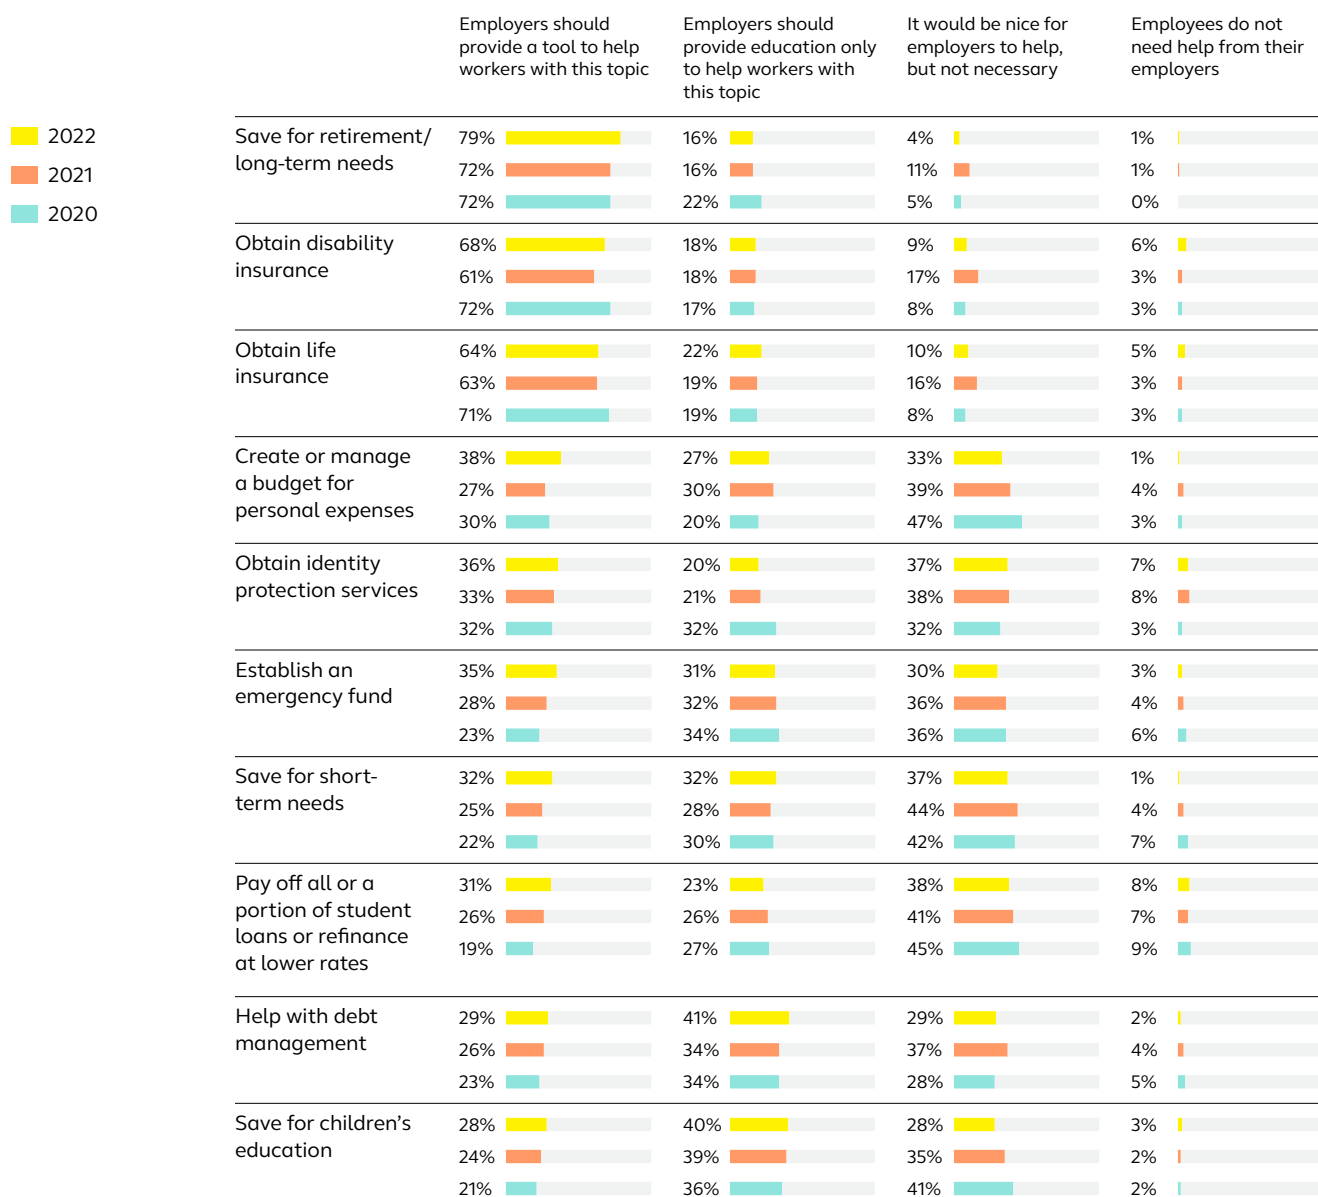 Employers should
provide a tool to help
workers with this topic
Employers should
provide education only
to help workers with
this topic
It would be nice for
employers to help,
but not necessary
Employees do not
need help from their
employers
2022
2021
2020
Save for retirement/
long-term needs
79% 16% 4% 1%
72% 16% 11% 1%
72% 22% 5% 0%
Obtain disability
insurance
68% 18% 9% 6%
61% 18% 17% 3%
72% 17% 8% 3%
Obtain life
insurance
64% 22% 10% 5%
63% 19% 16% 3%
71% 19% 8% 3%
Create or manage
a budget for
personal expenses
38% 27% 33% 1%
27% 30% 39% 4%
30% 20% 47% 3%
Obtain identity
protection services
36% 20% 37% 7%
33% 21% 38% 8%
32% 32% 32% 3%
Establish an
emergency fund
35% 31% 30% 3%
28% 32% 36% 4%
23% 34% 36% 6%
Save for short-
term needs
32% 32% 37% 1%
25% 28% 44% 4%
22% 30% 42% 7%
Pay off all or a
portion of student
loans or refinance
at lower rates
31% 23% 38% 8%
26% 26% 41% 7%
19% 27% 45% 9%
Help with debt
management
29% 41% 29% 2%
26% 34% 37% 4%
23% 34% 28% 5%
Save for children’s
education
28% 40% 28% 3%
24% 39% 35% 2%
21% 36% 41% 2%